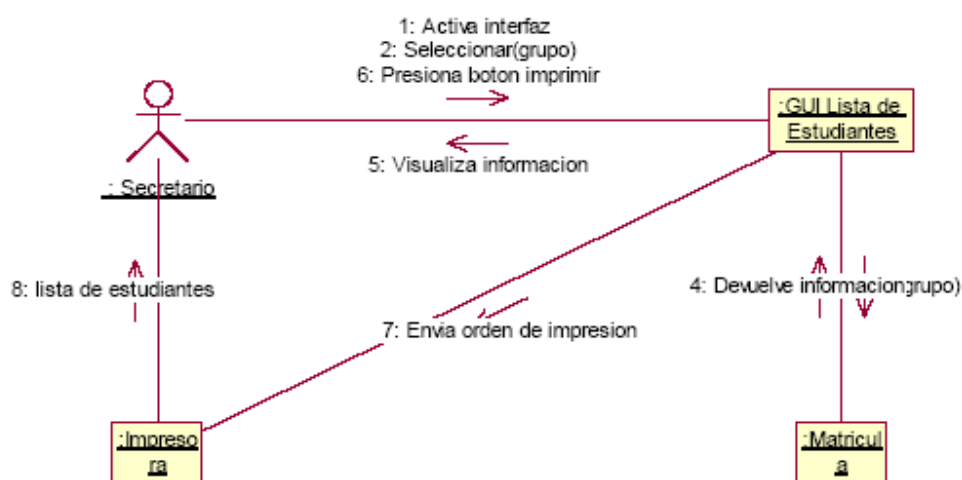 1: Activa interfaz
2: Seleccionar(grupo)
6: Presiona boton imprimir
:GUI Lista de
Estudiantes
5: Visualiza informacion
: Secretario
8: lista de estudiantes
4: Devuelve informacion
grupo)
7: Envia orden de impresion
:Impreso
ra
:Matricul
a